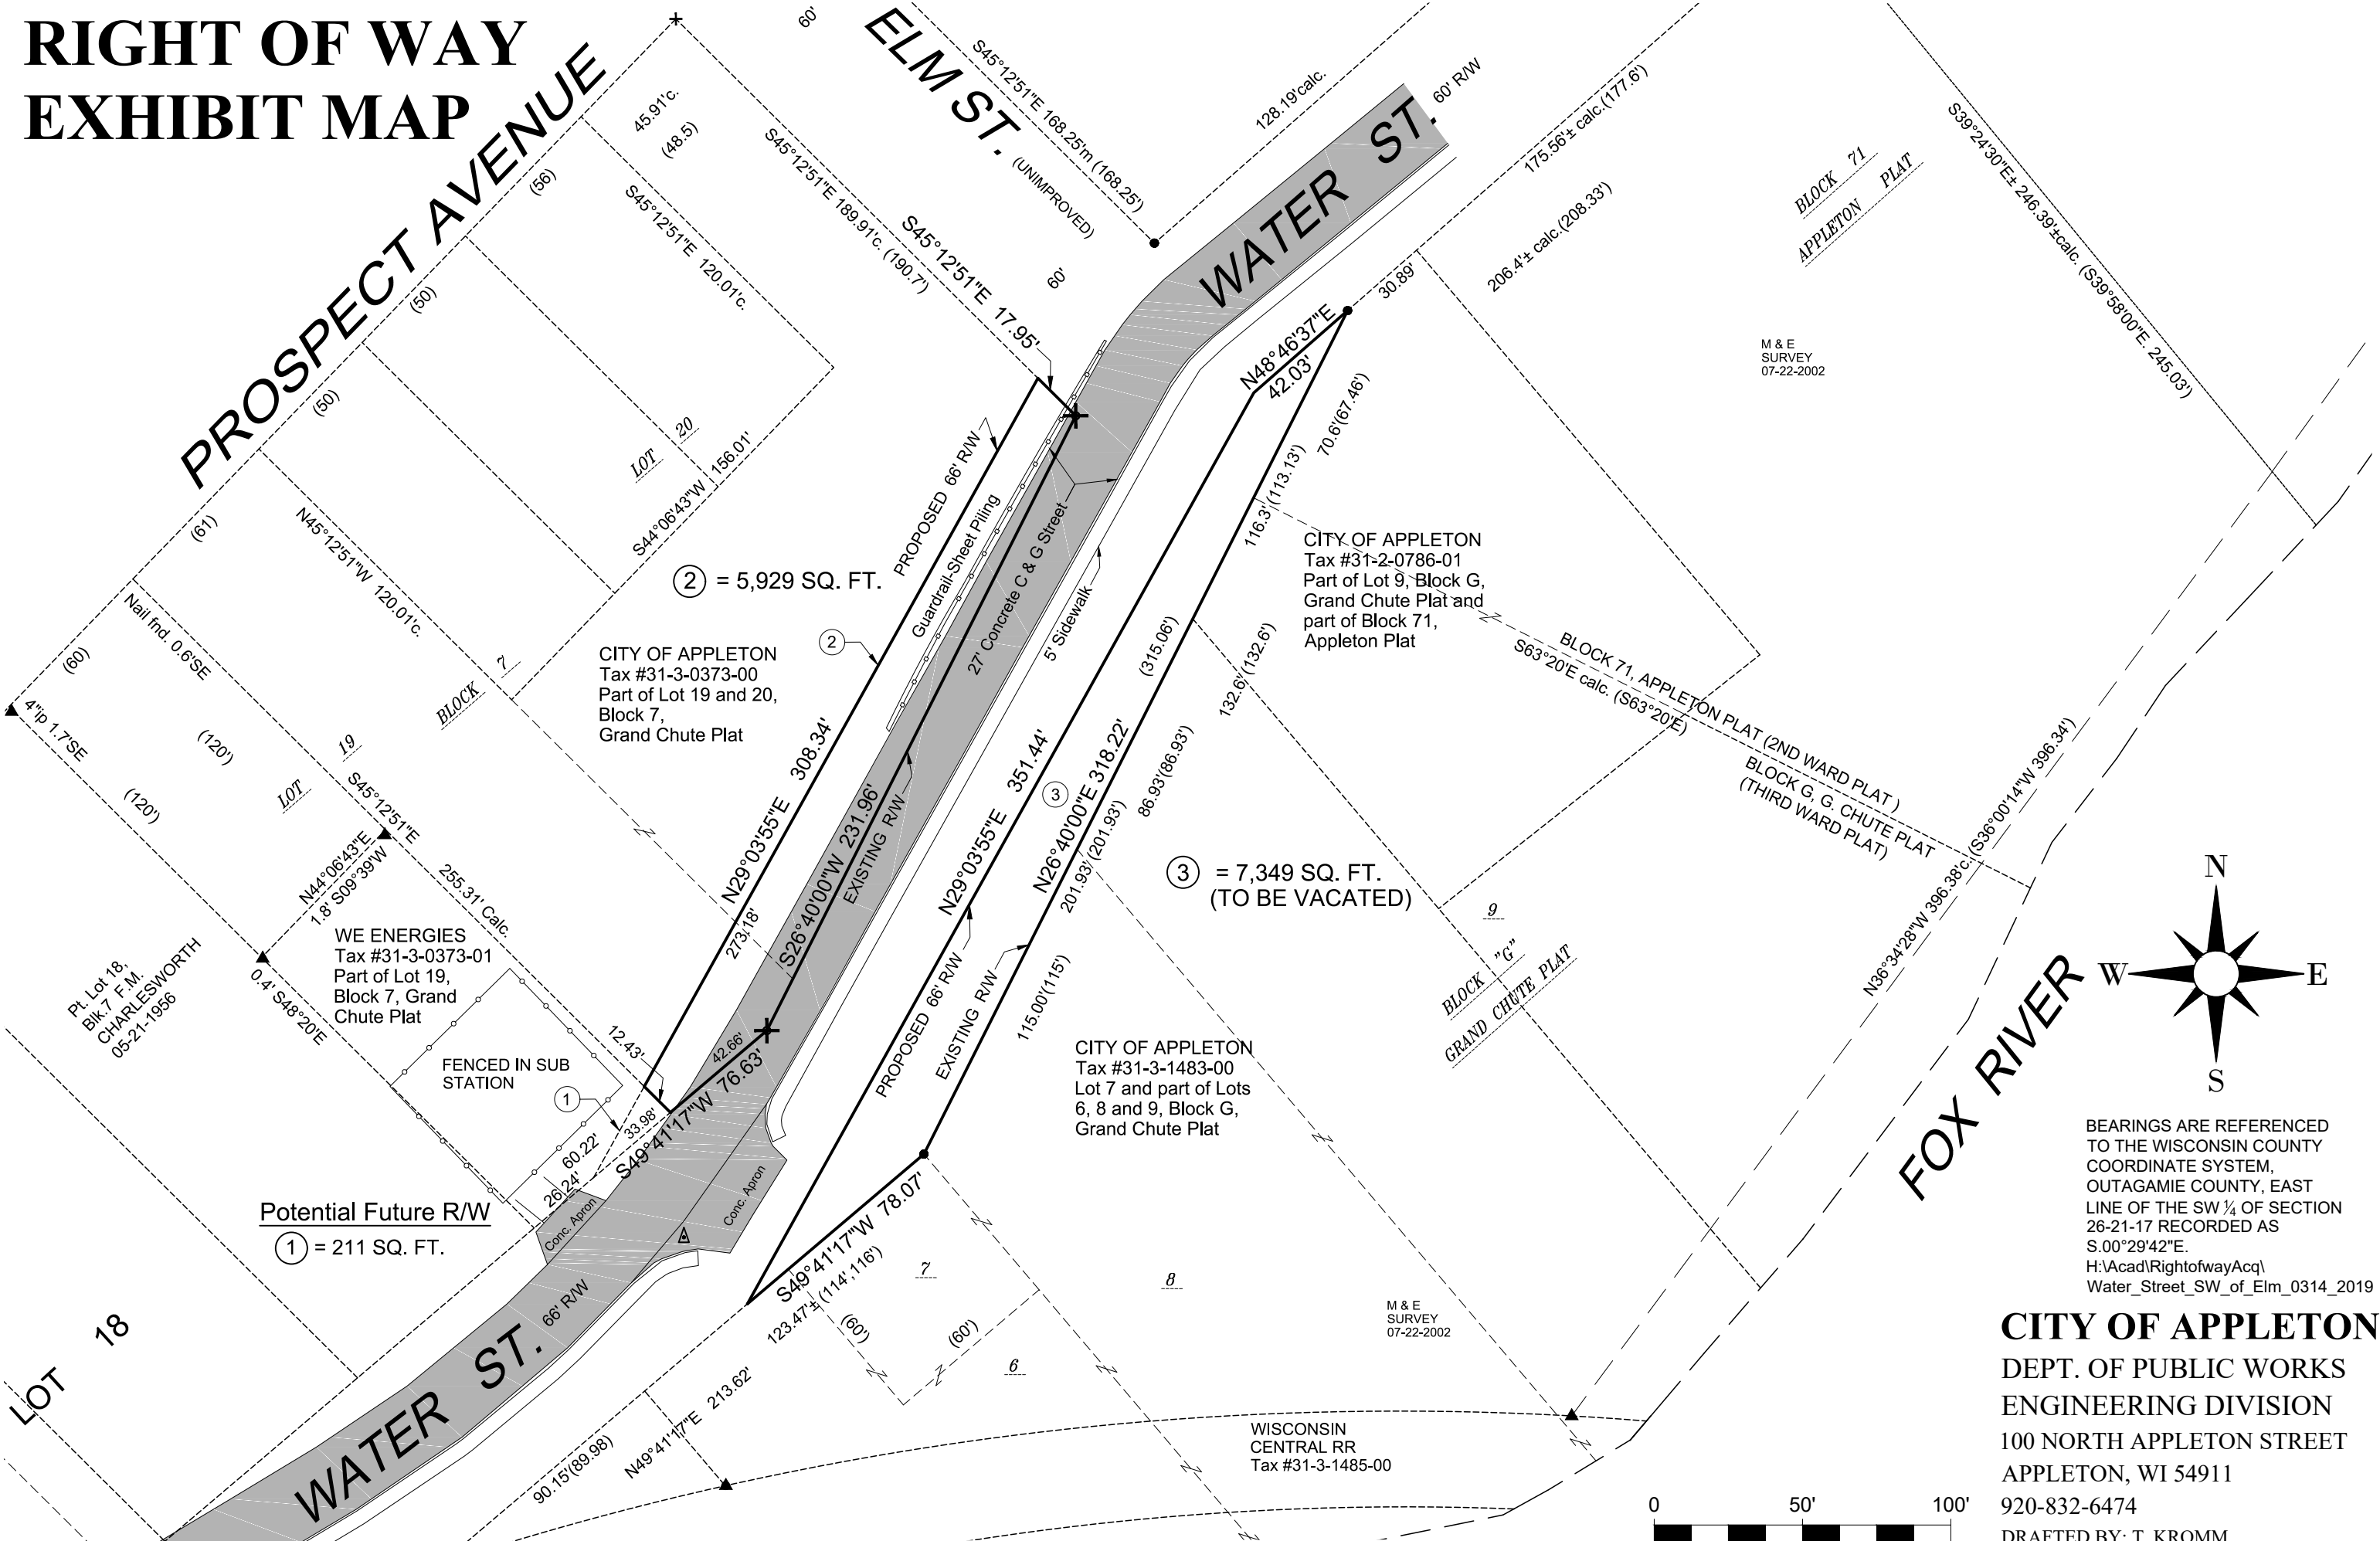 RIGHT OF WAY
EXHIBIT MAP
PROSPECT AVENUE
ELM ST.
(UNIMPROVED)
60'
60'
WATER ST.
60' R/W
S45°12'51"E 168.25'm (168.25')
128.19'calc.
175.56'± calc.(177.6')
206.4'± calc.(208.33')
30.89'
BLOCK 71
APPLETON PLAT
S39°24'30"E± 246.39'±calc. (S39°58'00"E. 245.03')
M & E
SURVEY
07-22-2002
45.91'c.
(48.5)
(56)
(50)
(50)
(61)
(60)
S45°12'51"E 189.91'c. (190.7')
S45°12'51"E 17.95'
S45°12'51"E 120.01'c.
LOT 20
S44°06'43"W 156.01'
N45°12'51"W 120.01'c.
Nail fnd. 0.6'SE
4"ip 1.7'SE
(120')
(120')
LOT 19
BLOCK 7
S45°12'51"E
255.31' Calc.
N44°06'43"E
1.8' S09°39'W
0.4' S48°20'E
Pt. Lot 18,
Blk.7 F.M.
CHARLESWORTH
05-21-1956
WE ENERGIES
Tax #31-3-0373-01
Part of Lot 19,
Block 7, Grand
Chute Plat
FENCED IN SUB
STATION
1
12.43'
42.66'
33.98'
60.22'
26.24'
S49°41'17"W 76.63'
Conc. Apron
Conc. Apron
Potential Future R/W
1 = 211 SQ. FT.
2 = 5,929 SQ. FT.
2
CITY OF APPLETON
Tax #31-3-0373-00
Part of Lot 19 and 20,
Block 7,
Grand Chute Plat
PROPOSED 66' R/W
Guardrail-Sheet Piling
27' Concrete C & G Street
5' Sidewalk
N29°03'55"E 308.34'
273.18'
S26°40'00"W 231.96'
EXISTING R/W
N48°46'37"E
42.03'
70.6'(67.46')
116.3'(113.13')
(315.06')
132.6'(132.6')
86.93'(86.93')
201.93'(201.93')
115.00'(115')
N29°03'55"E 351.44'
3
N26°40'00"E 318.22'
PROPOSED 66' R/W
EXISTING R/W
CITY OF APPLETON
Tax #31-2-0786-01
Part of Lot 9, Block G,
Grand Chute Plat and
part of Block 71,
Appleton Plat
BLOCK 71, APPLETON PLAT (2ND WARD PLAT )
S63°20'E calc. (S63°20'E)
BLOCK G, G. CHUTE PLAT
(THIRD WARD PLAT)
3 = 7,349 SQ. FT.
(TO BE VACATED)
9
BLOCK "G"
GRAND CHUTE PLAT
N36°34'28"W 396.38'c. (S36°00'14"W 396.34')
FOX RIVER
CITY OF APPLETON
Tax #31-3-1483-00
Lot 7 and part of Lots
6, 8 and 9, Block G,
Grand Chute Plat
S49°41'17"W 78.07'
123.47'± (114',116')
(60')
(60')
7
8
6
M & E
SURVEY
07-22-2002
LOT 18
WATER ST.
66' R/W
90.15'(89.98)
N49°41'17"E 213.62'
WISCONSIN
CENTRAL RR
Tax #31-3-1485-00
N
W
E
S
BEARINGS ARE REFERENCED
TO THE WISCONSIN COUNTY
COORDINATE SYSTEM,
OUTAGAMIE COUNTY, EAST
LINE OF THE SW ¼ OF SECTION
26-21-17 RECORDED AS
S.00°29'42"E.
H:\Acad\RightofwayAcq\
Water_Street_SW_of_Elm_0314_2019
CITY OF APPLETON
DEPT. OF PUBLIC WORKS
ENGINEERING DIVISION
100 NORTH APPLETON STREET
APPLETON, WI 54911
920-832-6474
DRAFTED BY: T. KROMM
0 50' 100'